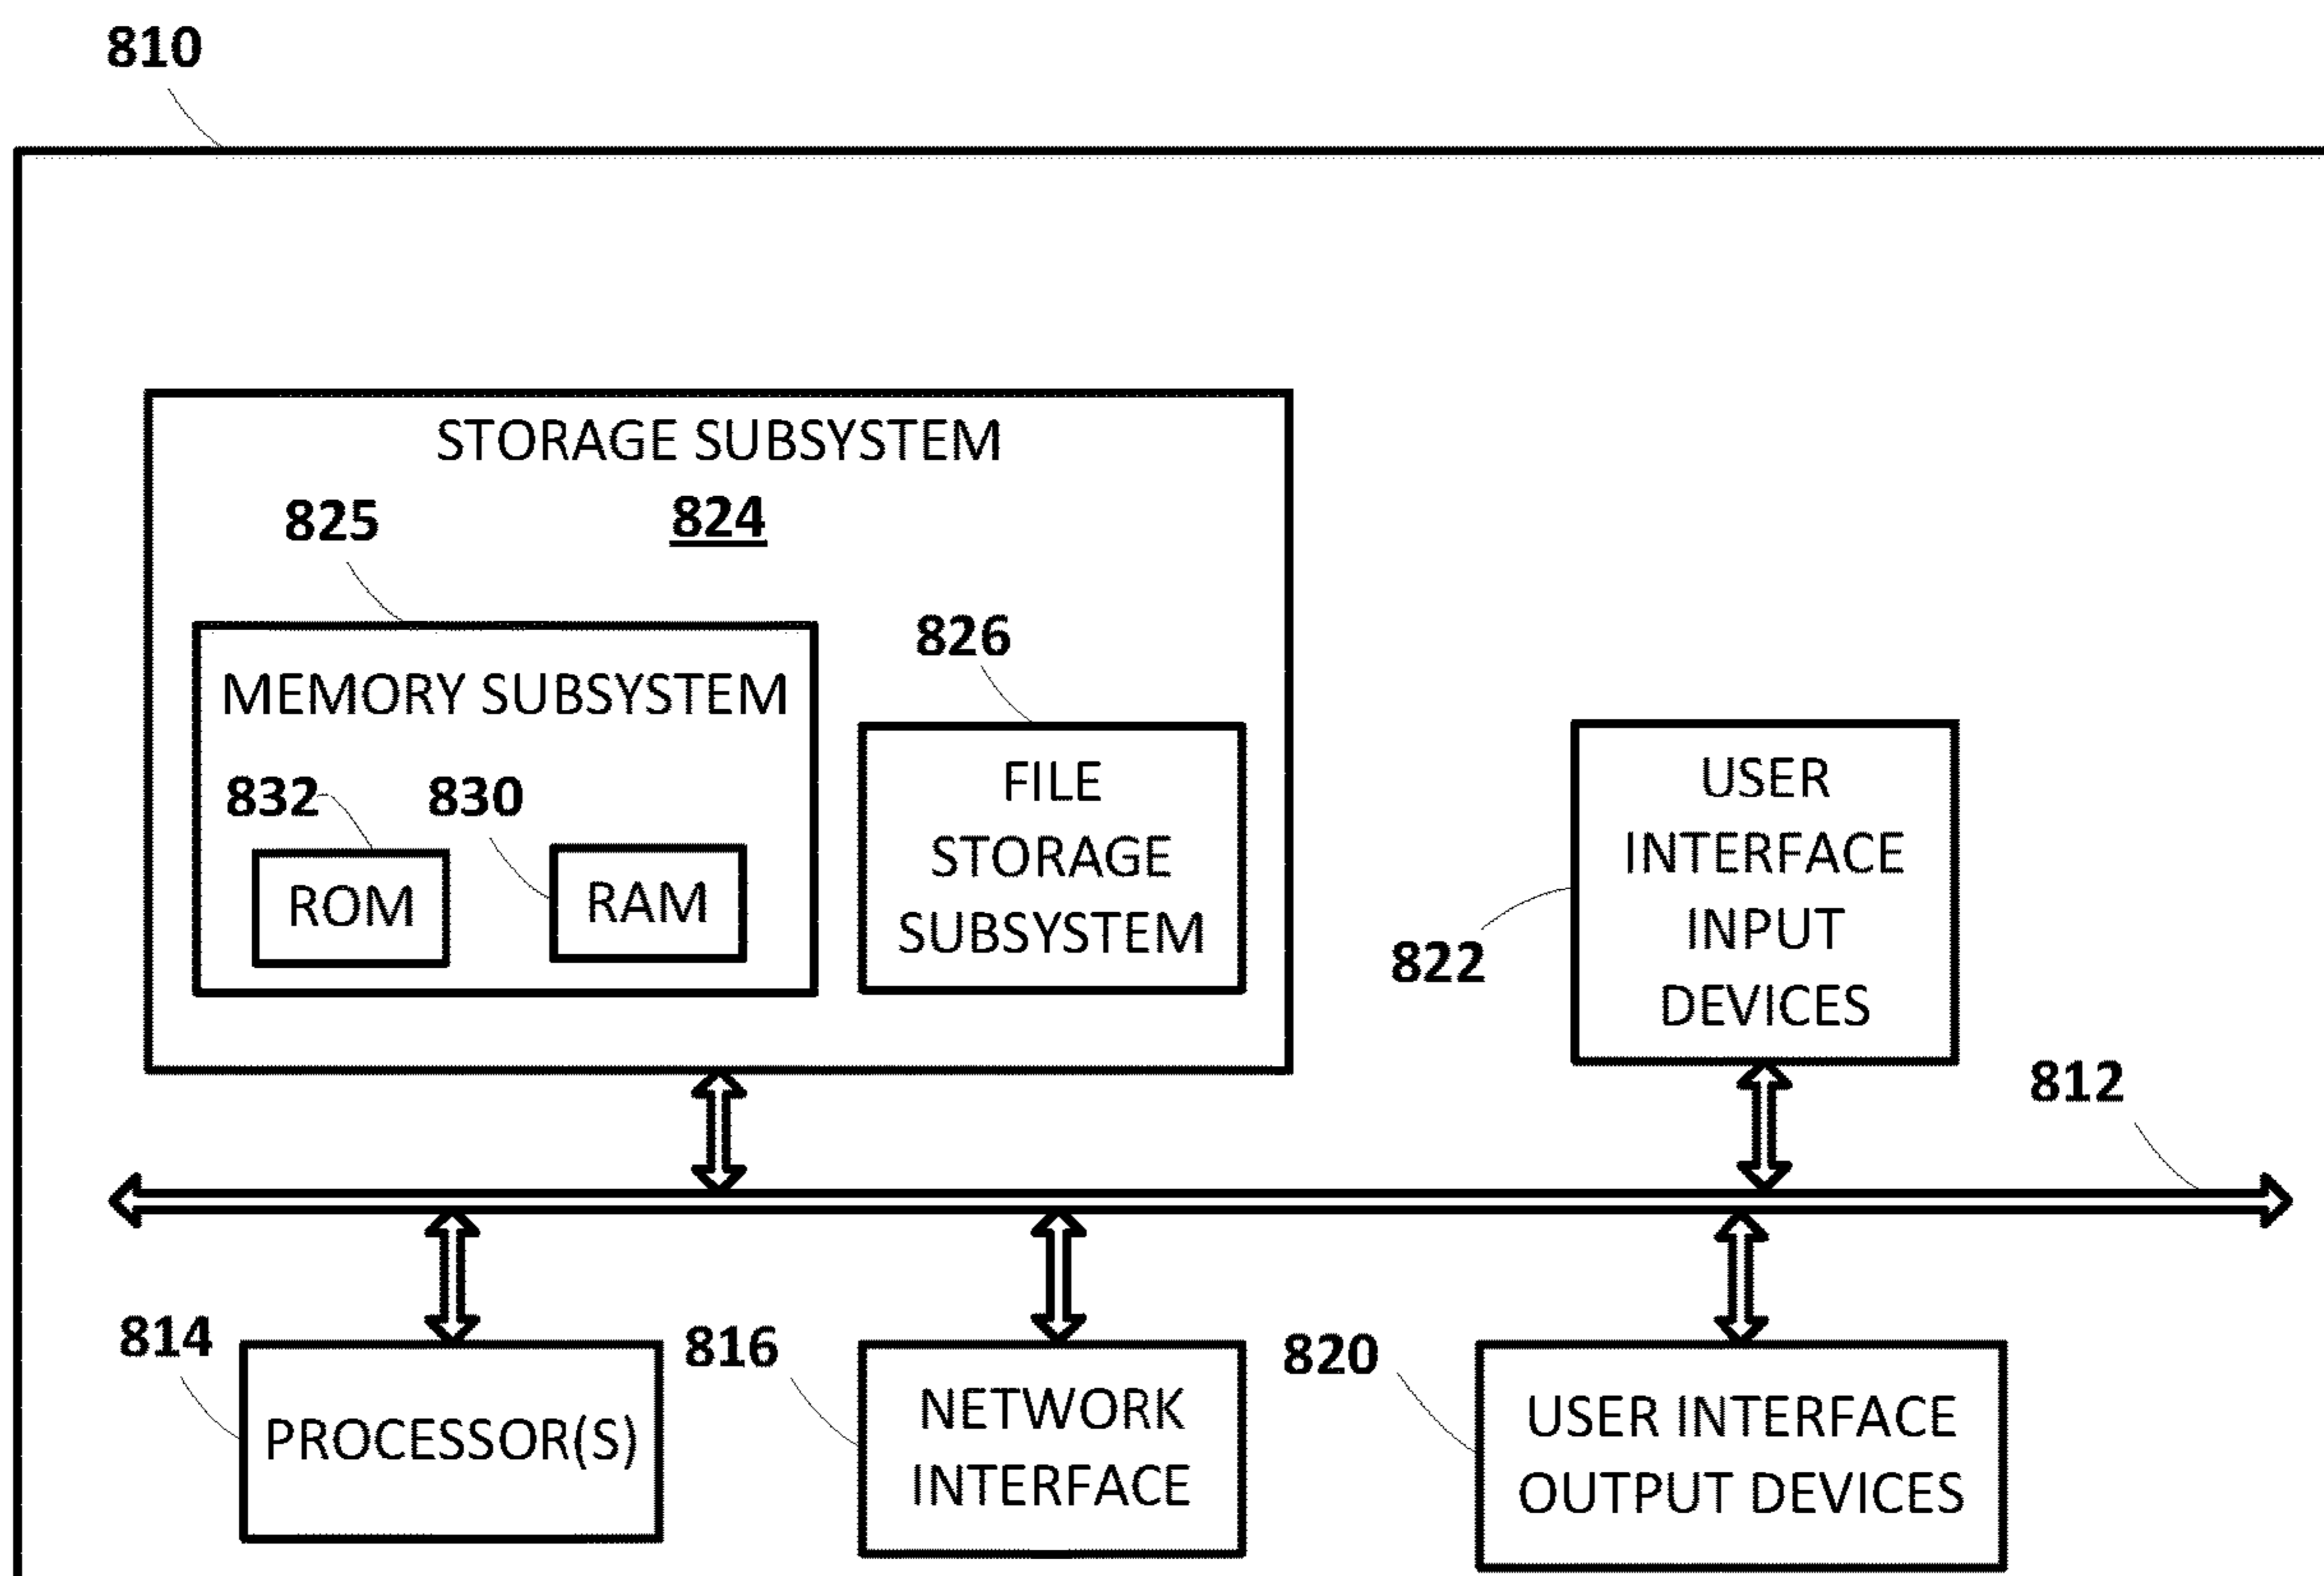 810
STORAGE SUBSYSTEM
824
825
MEMORY SUBSYSTEM
832
830
ROM
RAM
826
FILE
STORAGE
SUBSYSTEM
USER
INTERFACE
INPUT
DEVICES
822
812
814
PROCESSOR(S)
816
NETWORK
INTERFACE
820
USER INTERFACE
OUTPUT DEVICES